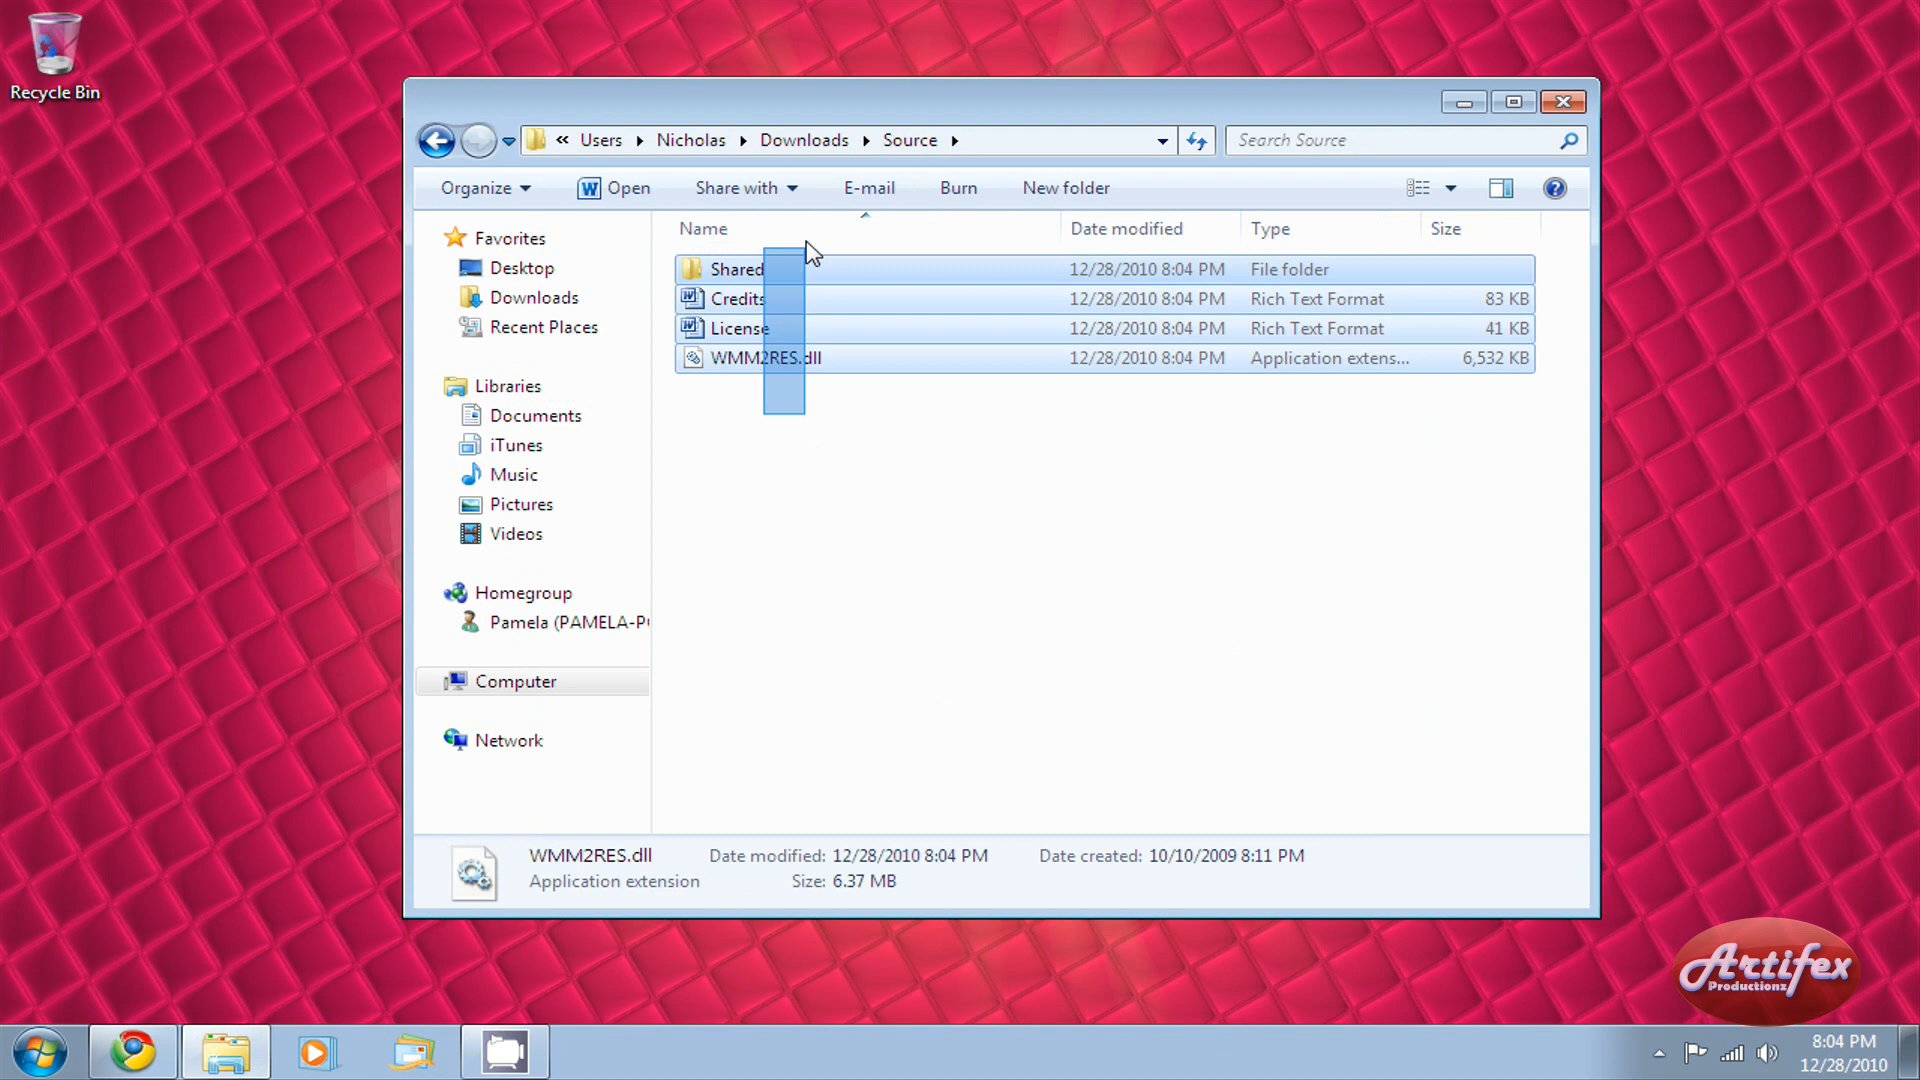 Recycle Bin
« Users Nicholas Downloads Source
Search Source
Organize Open Share with E-mail Burn New folder
Name Date modified Type Size
Favorites
Desktop
Downloads
Recent Places
Libraries
Documents
iTunes
Music
Pictures
Videos
Homegroup
Pamela (PAMELA-P
Computer
Network
Shared 12/28/2010 8:04 PM File folder
Credits 12/28/2010 8:04 PM Rich Text Format 83 KB
License 12/28/2010 8:04 PM Rich Text Format 41 KB
WMM2RES.dll 12/28/2010 8:04 PM Application extens... 6,532 KB
WMM2RES.dll Date modified: 12/28/2010 8:04 PM Date created: 10/10/2009 8:11 PM
Application extension Size: 6.37 MB
Artifex
Productionz
8:04 PM
12/28/2010